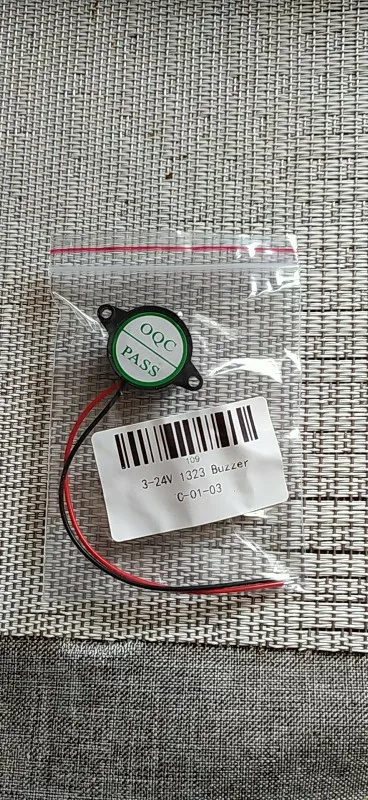 OQC
PASS
109
3-24V 1323 Buzzer
C-01-03